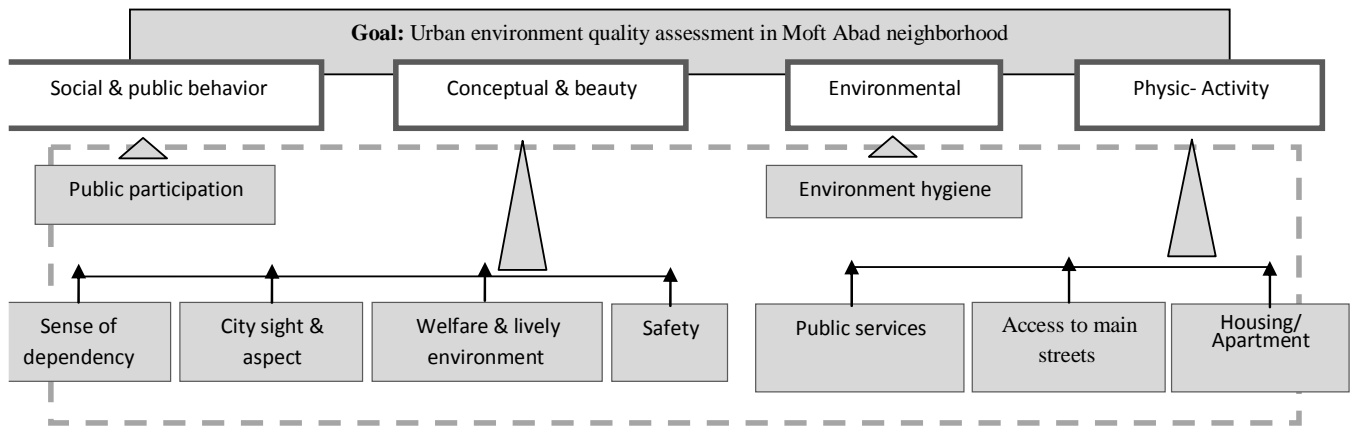 Goal: Urban environment quality assessment in Moft Abad neighborhood
Social & public behavior
Conceptual & beauty
Environmental
Physic- Activity
Public participation
Environment hygiene
Sense of
dependency
City sight &
aspect
Welfare & lively
environment
Safety
Public services
Access to main
streets
Housing/
Apartment